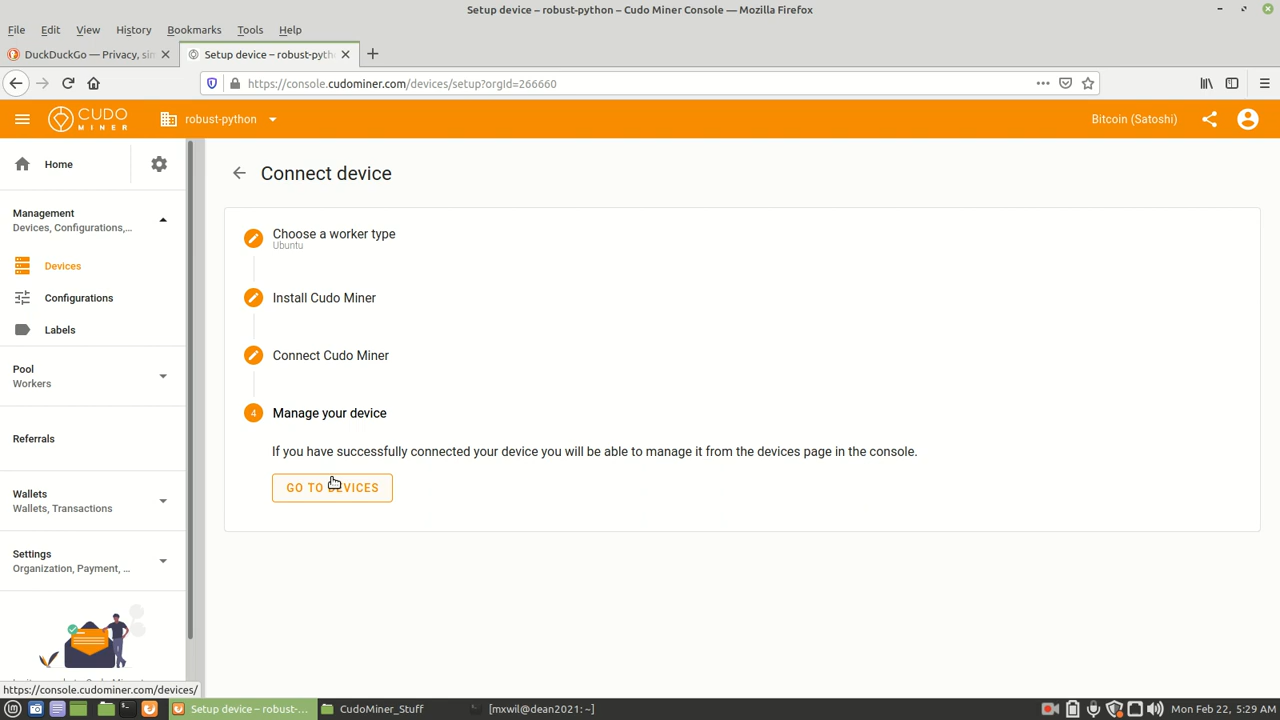 Setup device – robust-python – Cudo Miner Console — Mozilla Firefox
File Edit View History Bookmarks Tools Help
DuckDuckGo — Privacy, sim
Setup device – robust-pyth
https://console.cudominer.com/devices/setup?orgId=266660
CUDO
MINER
robust-python
Bitcoin (Satoshi)
Home
Management
Devices, Configurations,...
Devices
Configurations
Labels
Pool
Workers
Referrals
Wallets
Wallets, Transactions
Settings
Organization, Payment, ...
Connect device
Choose a worker type
Ubuntu
Install Cudo Miner
Connect Cudo Miner
4 Manage your device
If you have successfully connected your device you will be able to manage it from the devices page in the console.
GO TO DEVICES
https://console.cudominer.com/devices/
Setup device – robust-...
CudoMiner_Stuff
[mxwil@dean2021: ~]
Mon Feb 22, 5:29 AM